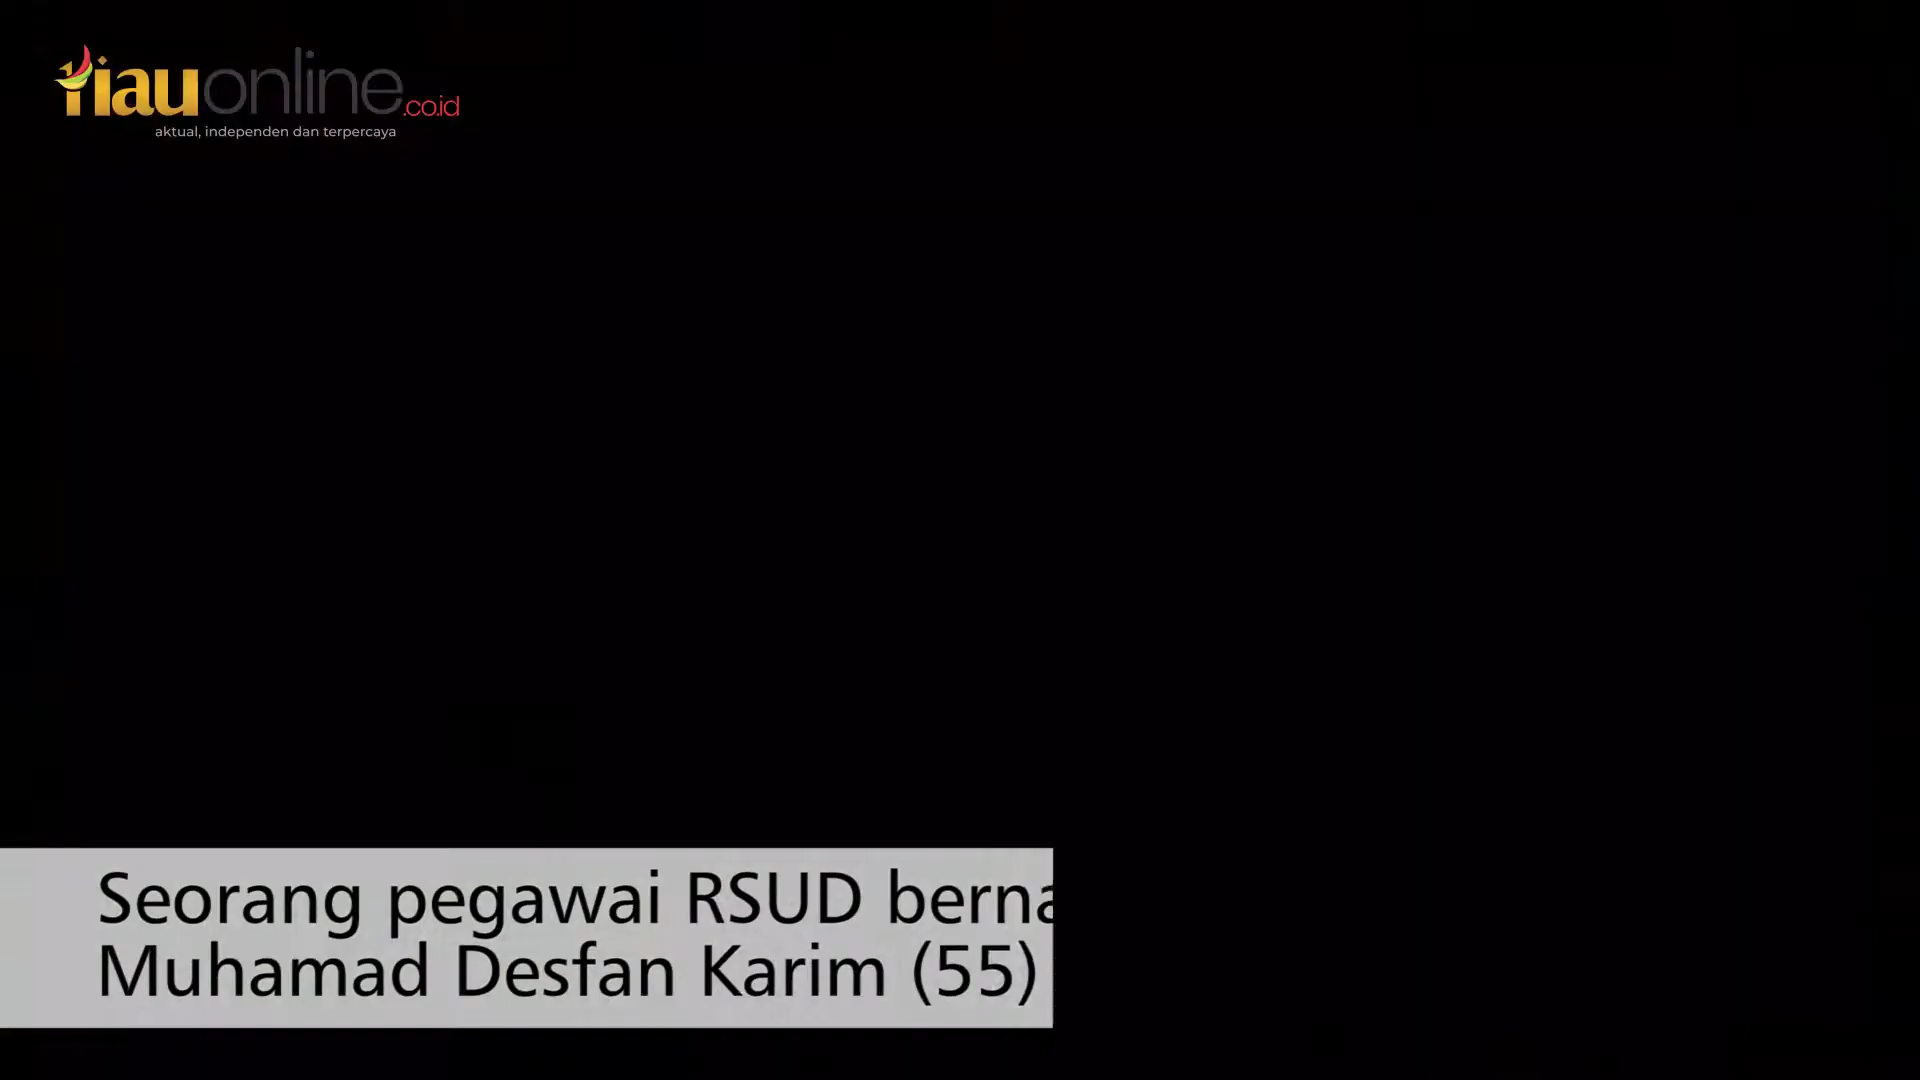 riauonline.co.id
aktual, independen dan terpercaya
Seorang pegawai RSUD berna
Muhamad Desfan Karim (55)